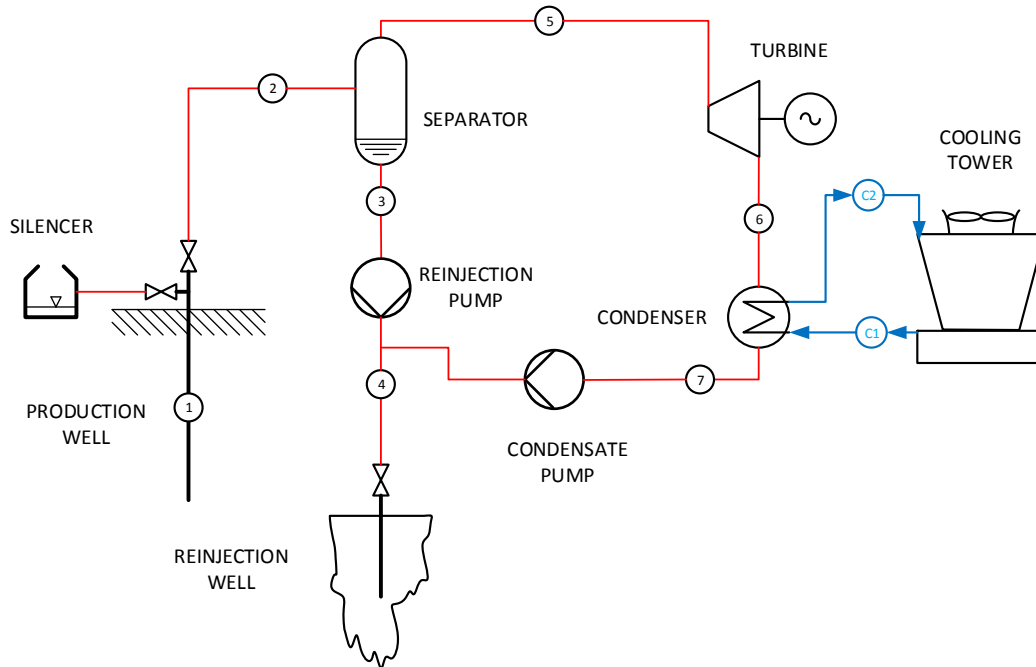 5
TURBINE
2
SEPARATOR
COOLING
TOWER
3
C2
6
SILENCER
REINJECTION
PUMP
CONDENSER
C1
4
7
1
PRODUCTION
WELL
CONDENSATE
PUMP
REINJECTION
WELL